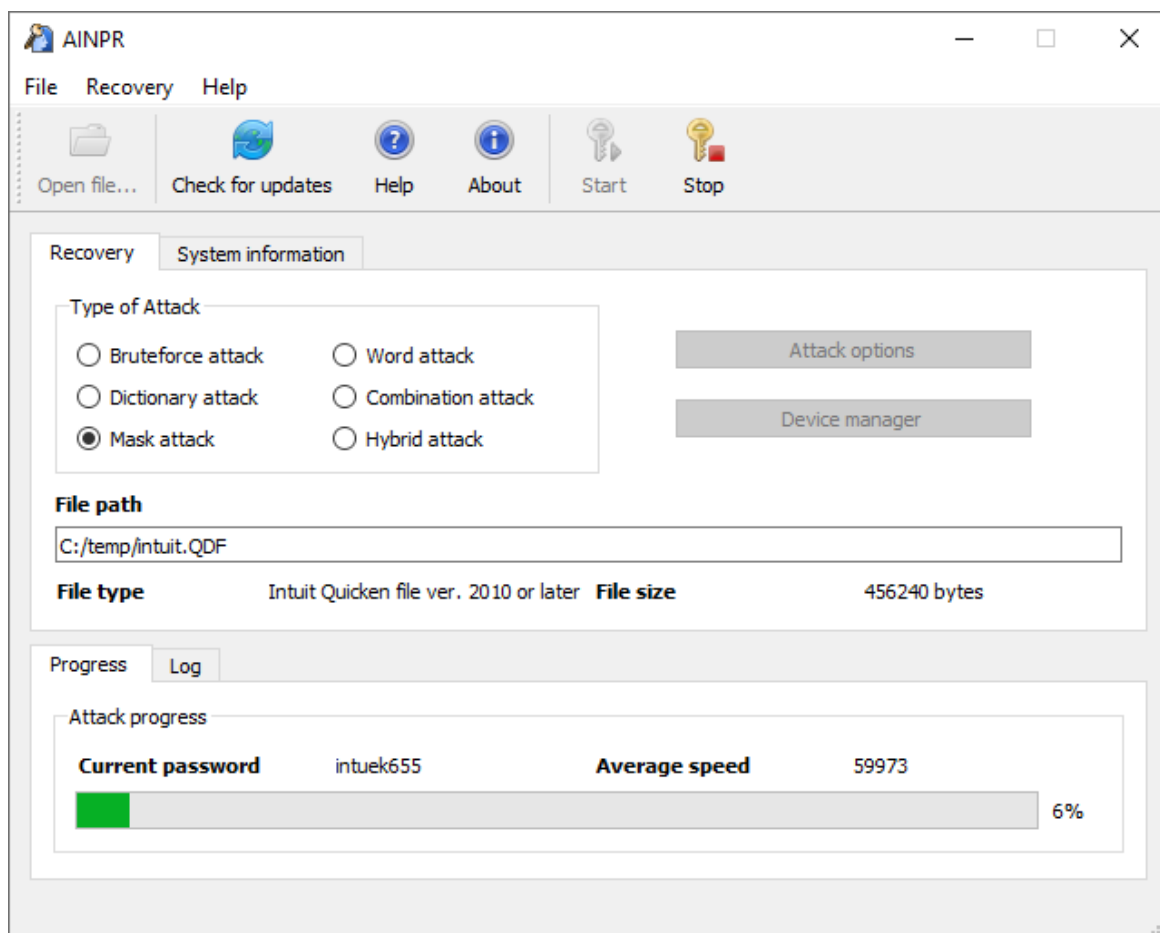 AINPR
File Recovery Help
Open file... Check for updates Help About Start Stop
Recovery System information
Type of Attack
Bruteforce attack Word attack Attack options
Dictionary attack Combination attack Device manager
Mask attack Hybrid attack
File path
C:/temp/intuit.QDF
File type Intuit Quicken file ver. 2010 or later File size 456240 bytes
Progress Log
Attack progress
Current password intuek655 Average speed 59973
6%